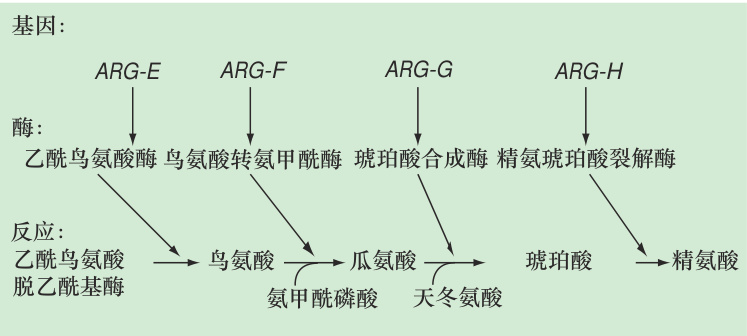 基因:
ARG-E ARG-F ARG-G ARG-H
酶:
乙酰鸟氨酸酶 鸟氨酸转氨甲酰酶 琥珀酸合成酶 精氨琥珀酸裂解酶
反应:
乙酰鸟氨酸 鸟氨酸 瓜氨酸 琥珀酸 精氨酸
脱乙酰基酶
氨甲酰磷酸 天冬氨酸